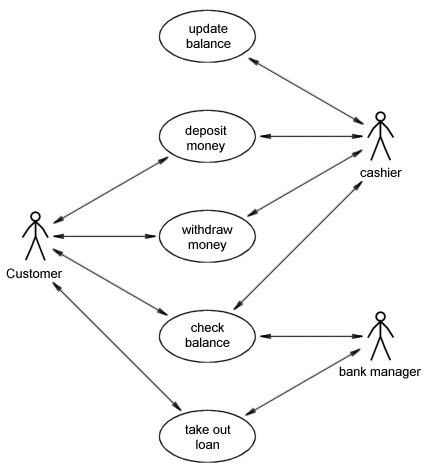 update
balance
deposit
money
cashier
withdraw
money
Customer
check
balance
bank manager
take out
loan